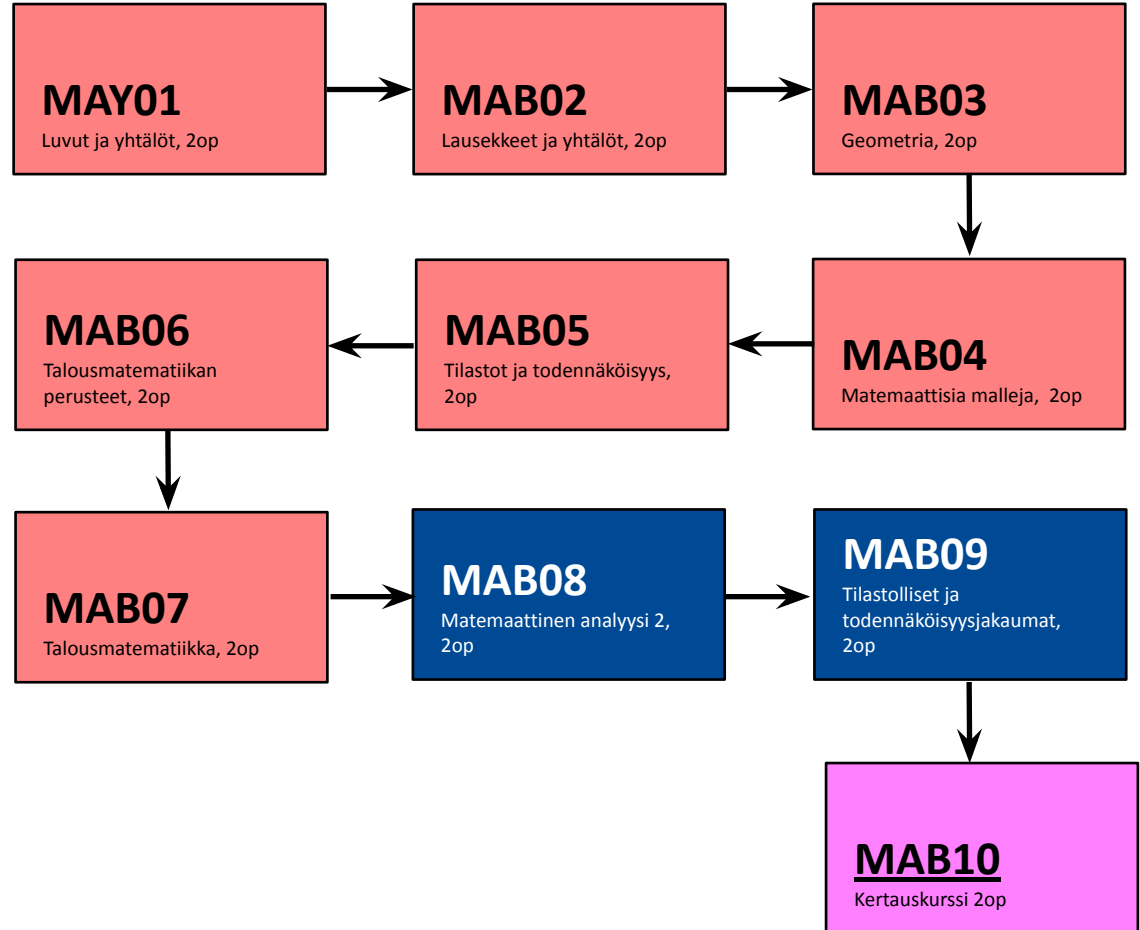 MAY01
Luvut ja yhtälöt, 2op
MAB02
Lausekkeet ja yhtälöt, 2op
MAB03
Geometria, 2op
MAB04
Matemaattisia malleja,  2op
MAB05
Tilastot ja todennäköisyys,
2op
MAB06
Talousmatematiikan
perusteet, 2op
MAB07
Talousmatematiikka, 2op
MAB08
Matemaattinen analyysi 2,
2op
MAB09
Tilastolliset ja
todennäköisyysjakaumat,
2op
MAB10
Kertauskurssi 2op